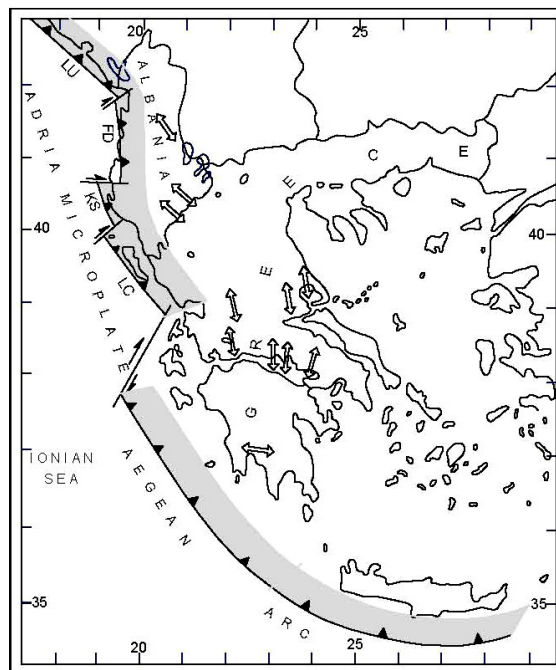 20 25
LU
ALBANIA
FD
ADRIA MICROPLATE
KS
LC
40 40
GREECE
IONIAN
SEA
AEGEAN
ARC
35 35
20 25